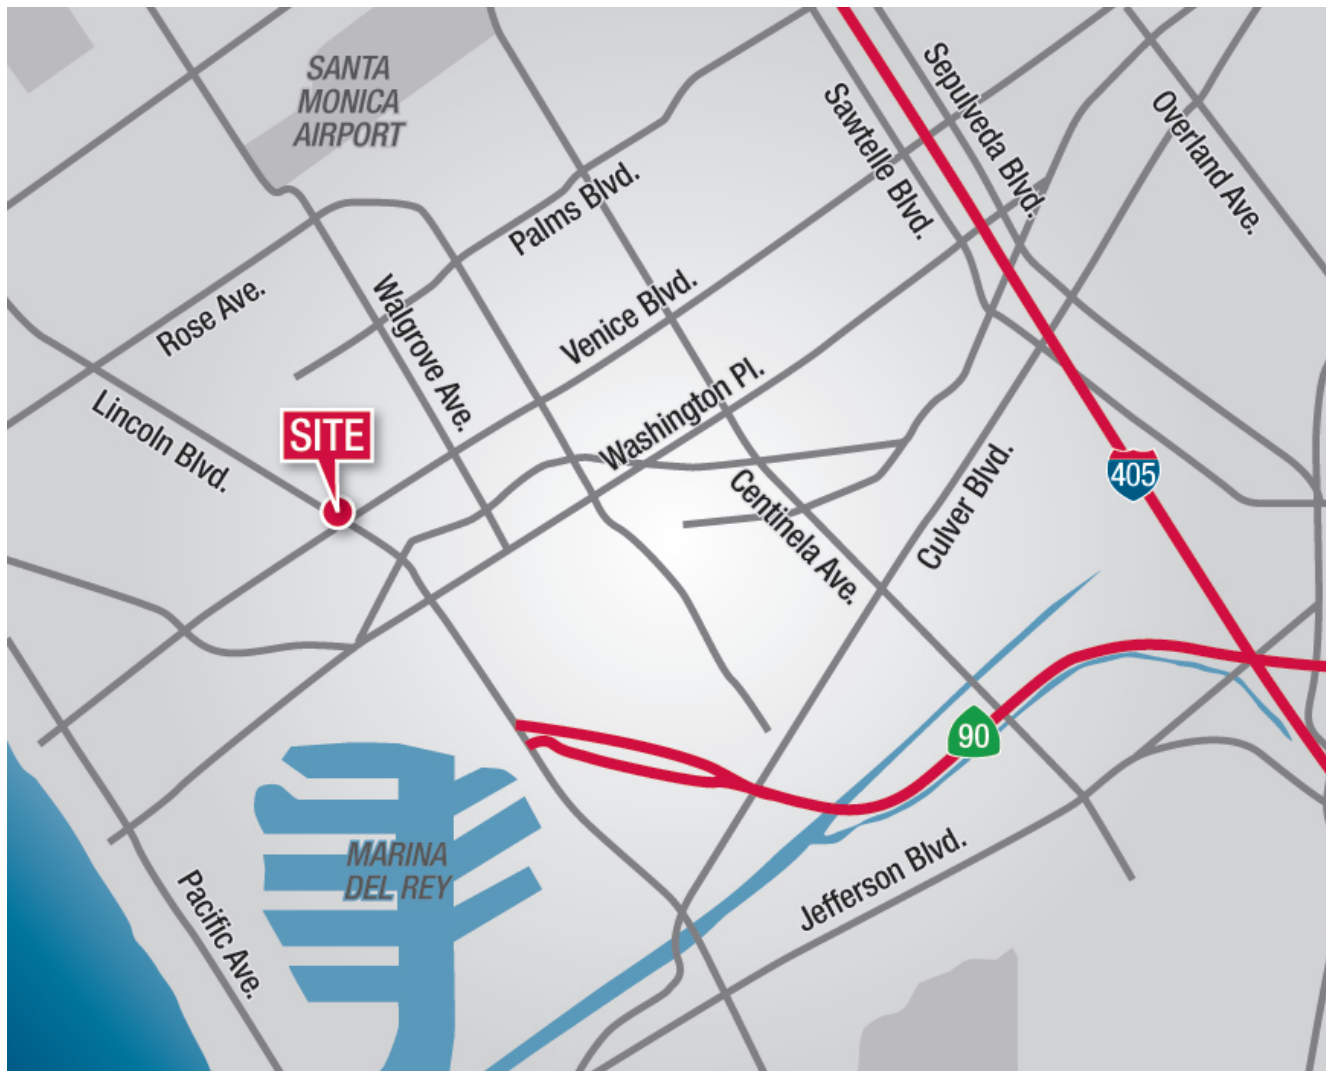 SANTA
MONICA
AIRPORT
Sepulveda Blvd.
Sawtelle Blvd.
Overland Ave.
Palms Blvd.
Rose Ave.
Walgrove Ave.
Venice Blvd.
Lincoln Blvd.
SITE
Washington Pl.
Centinela Ave.
Culver Blvd.
405
90
MARINA
DEL REY
Jefferson Blvd.
Pacific Ave.